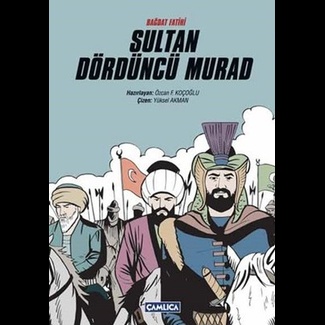 BAĞDAT FATİHİ
SULTAN
DÖRDÜNCÜ MURAD
Hazırlayan: Özcan F. KOÇOĞLU
Çizen: Yüksel AKMAN
ÇAMLICA